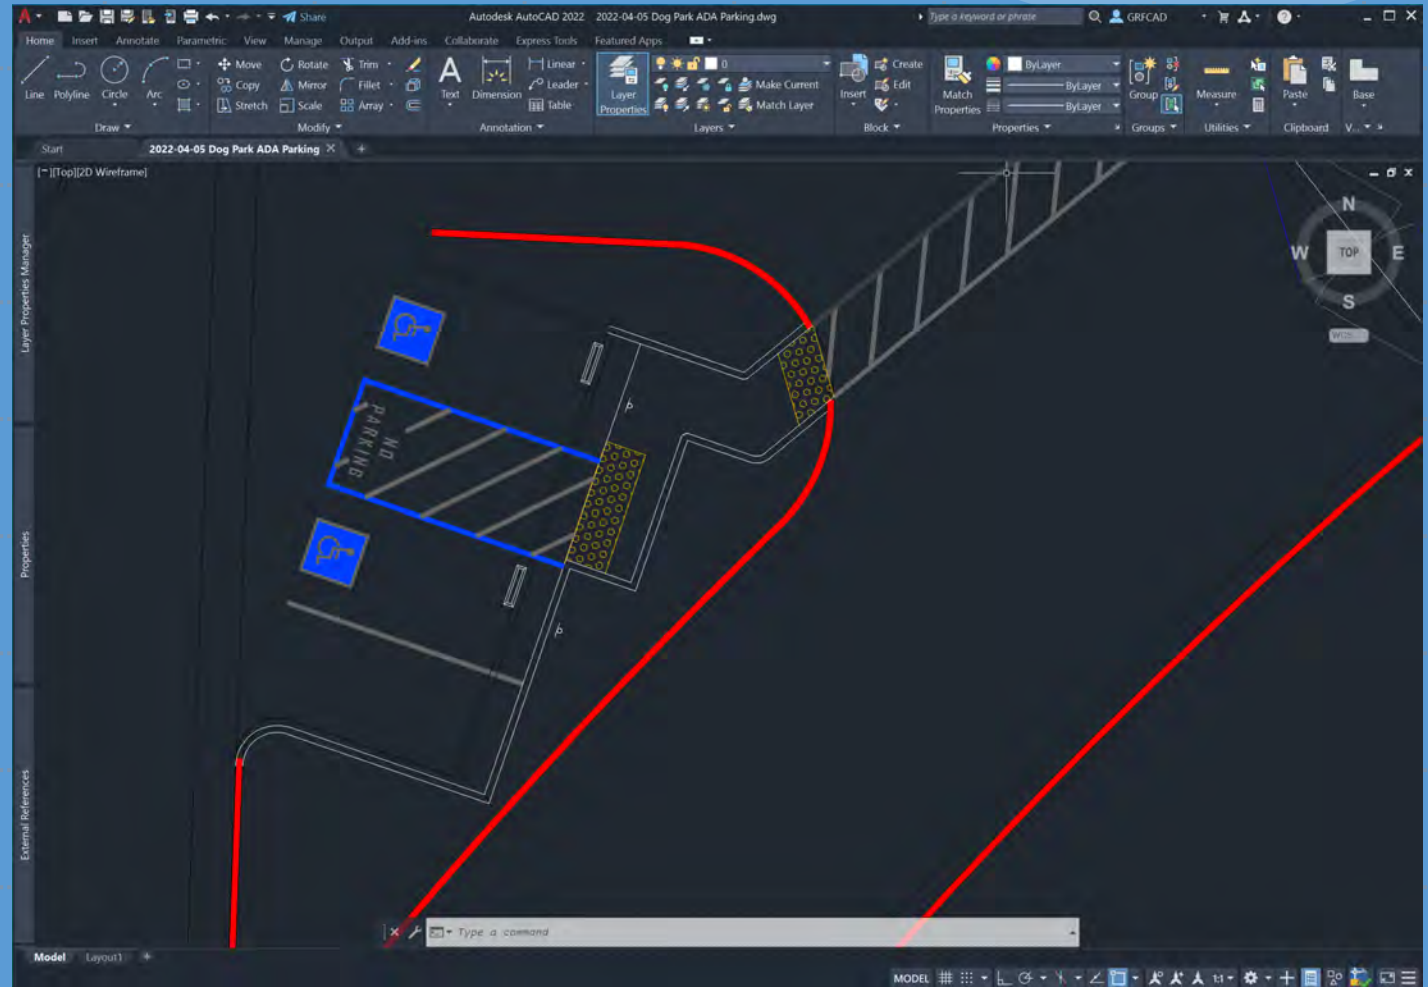 Share
Autodesk AutoCAD 2022 2022-04-05 Dog Park ADA Parking.dwg
Type a keyword or phrase
GRFCAD
Home Insert Annotate Parametric View Manage Output Add-ins Collaborate Express Tools Featured Apps
Line Polyline Circle Arc
Move Rotate Trim
Copy Mirror Fillet
Stretch Scale Array
Text Dimension
Linear
Leader
Table
Layer Properties
0
Make Current
Match Layer
Insert
Create
Edit
Match Properties
ByLayer
ByLayer
ByLayer
Group
Measure
Paste
Base
Draw Modify Annotation Layers Block Properties Groups Utilities Clipboard V...
Start 2022-04-05 Dog Park ADA Parking
[-][Top][2D Wireframe]
Layer Properties Manager
Properties
External References
N
W TOP E
S
NO
PARKING
Type a command
Model Layout1
MODEL 1:1